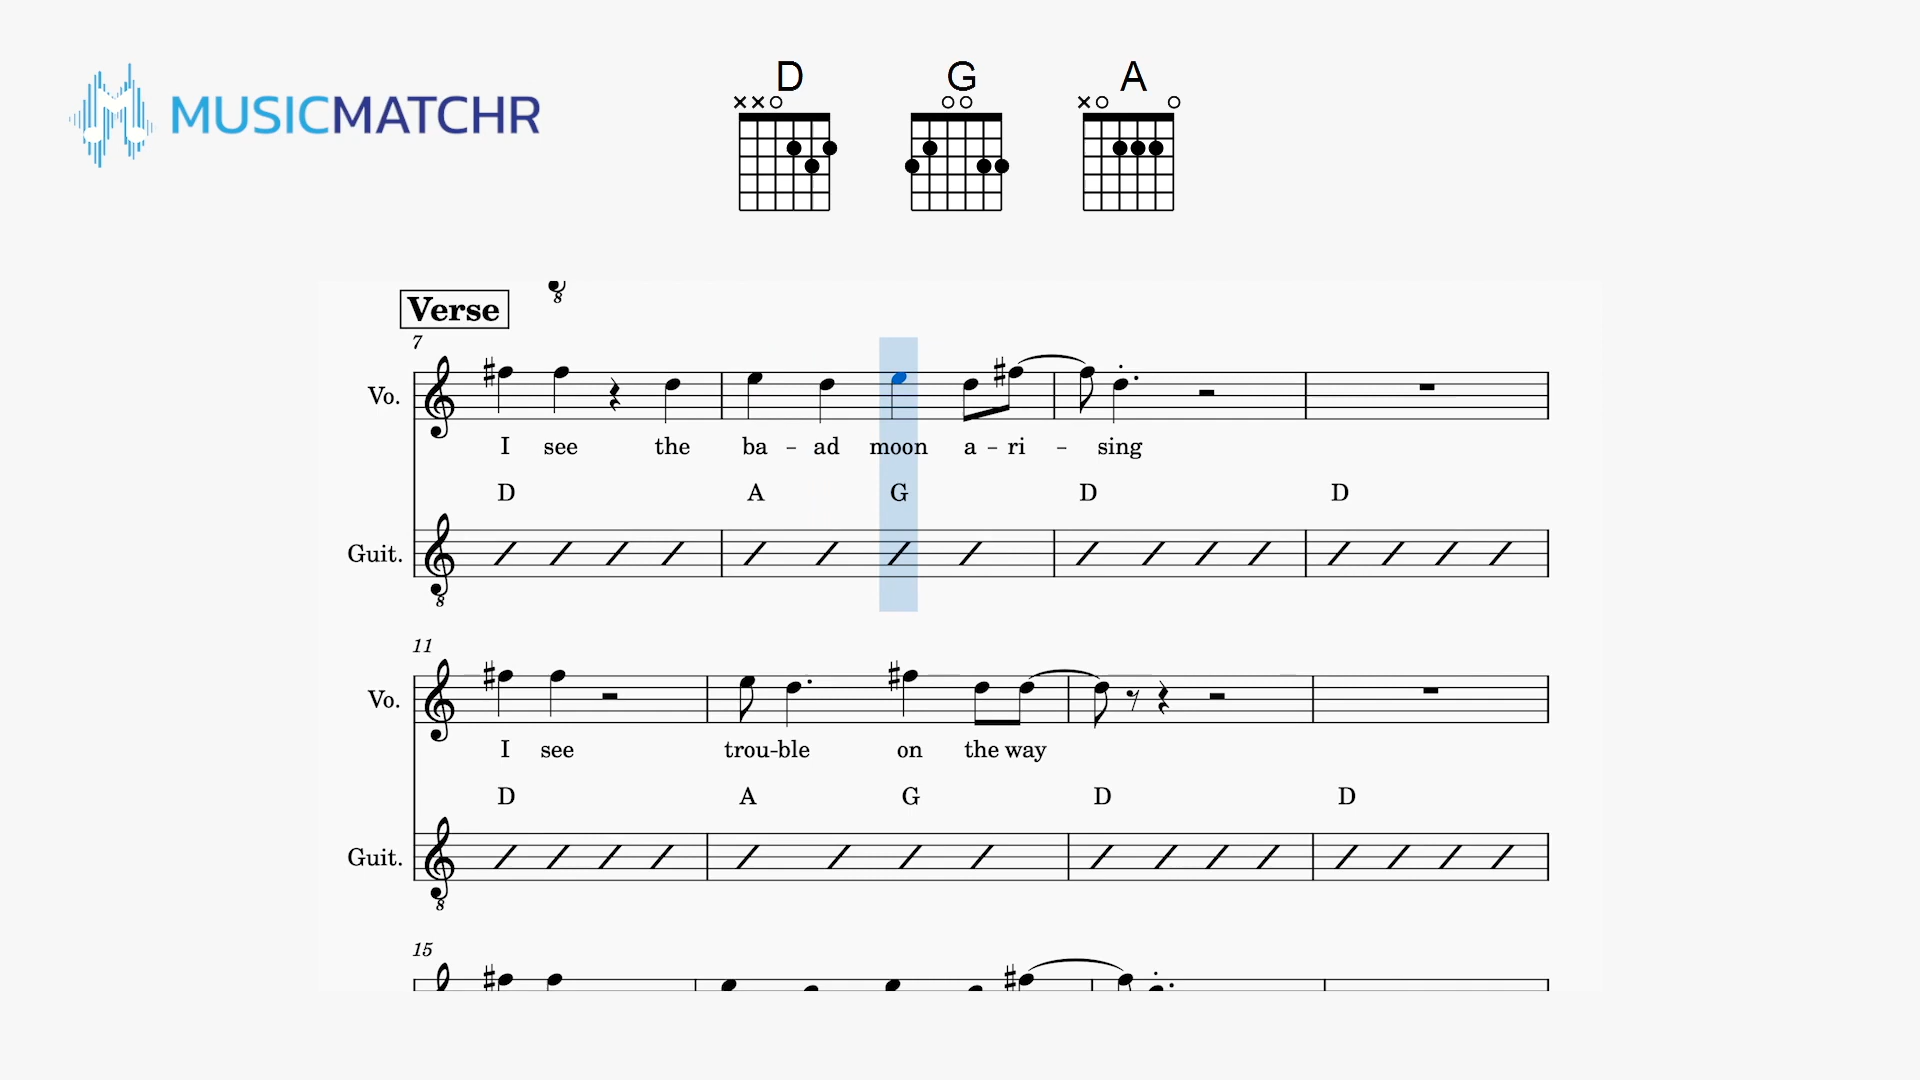 MUSICMATCHR
D G A
Verse
7
Vo.
I see the ba - ad moon a - ri - sing
D A G D D
Guit.
11
Vo.
I see trou-ble on the way
D A G D D
Guit.
15